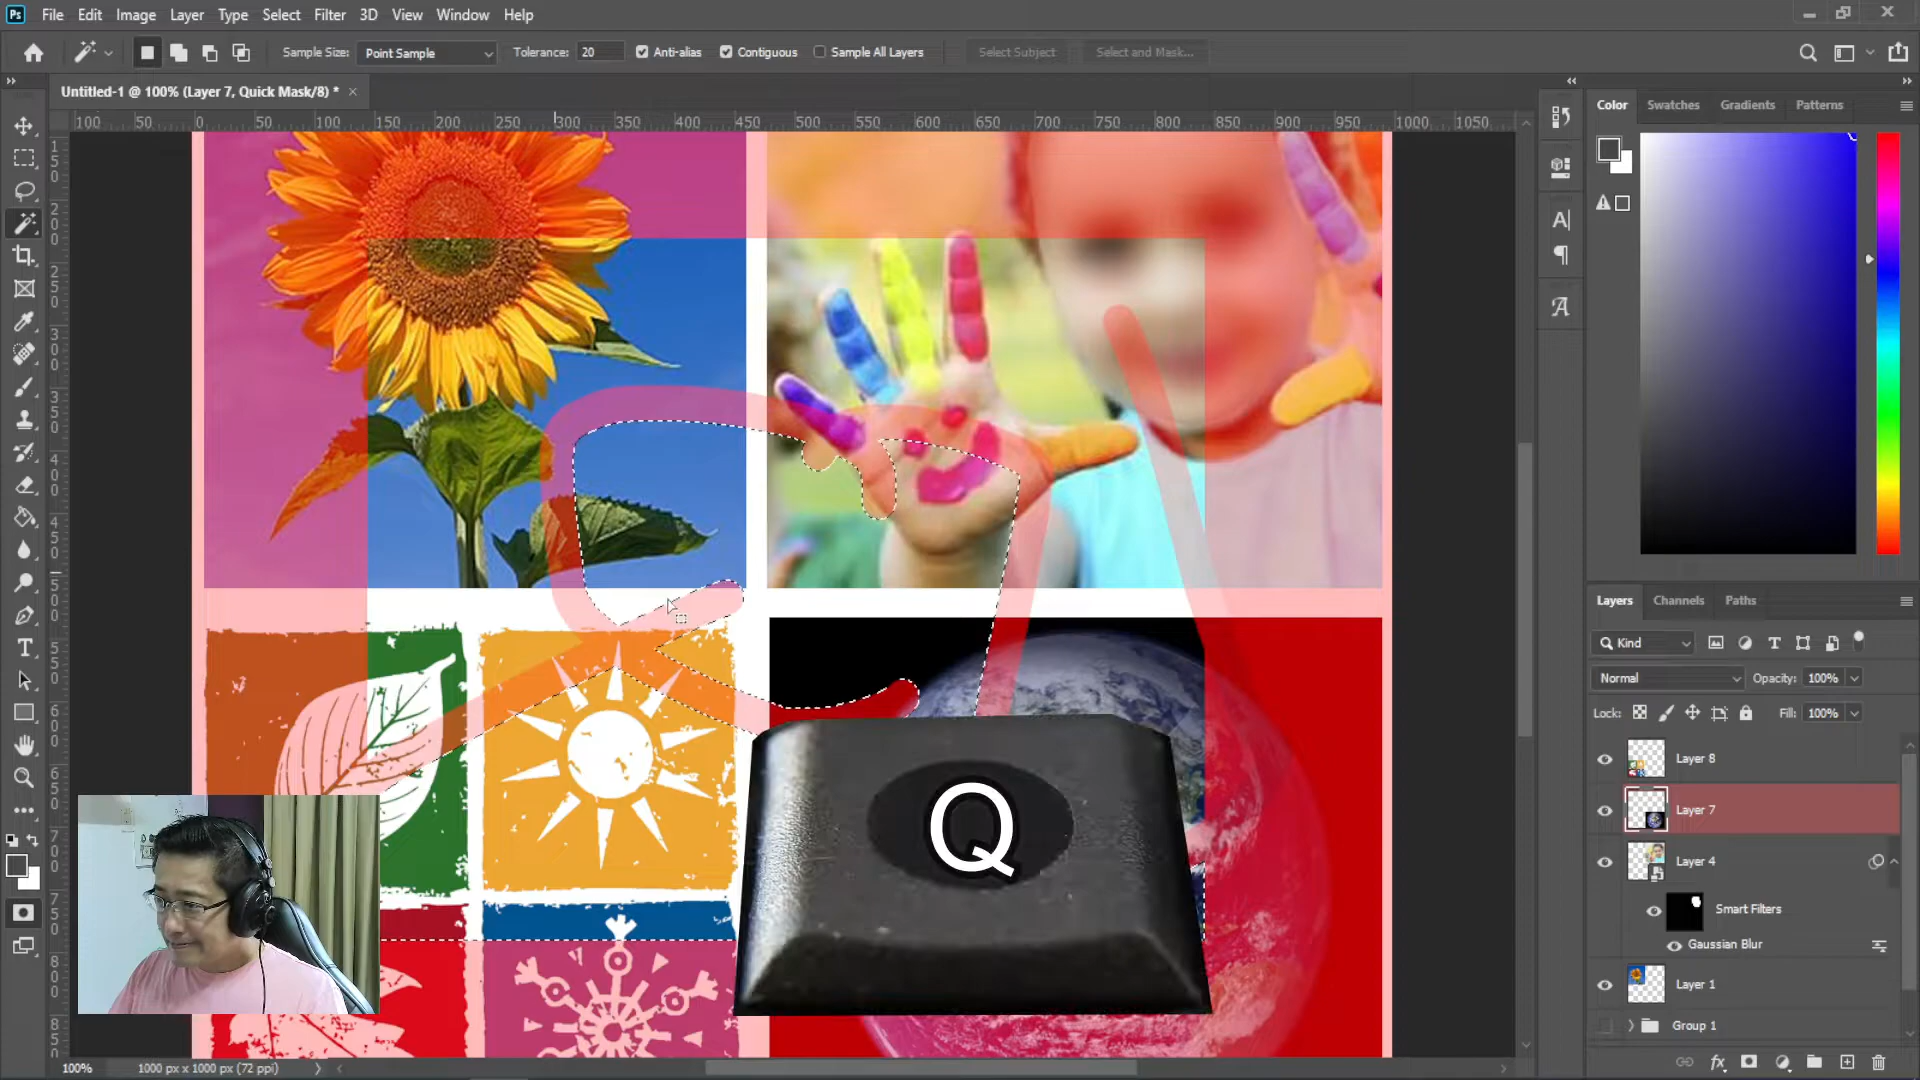 Ps File Edit Image Layer Type Select Filter 3D View Window Help
Sample Size: Point Sample Tolerance: 20 Anti-alias Contiguous Sample All Layers Select Subject Select and Mask...
Untitled-1 @ 100% (Layer 7, Quick Mask/8) * ×
Color Swatches Gradients Patterns
100 50 0 50 100 150 200 250 300 350 400 450 500 550 600 650 700 750 800 850 900 950 1000 1050
Layers Channels Paths
Kind
Normal Opacity: 100%
Lock: Fill: 100%
Layer 8
Layer 7
Layer 4
Smart Filters
Gaussian Blur
Layer 1
Group 1
Q
100% 1000 px x 1000 px (72 ppi)